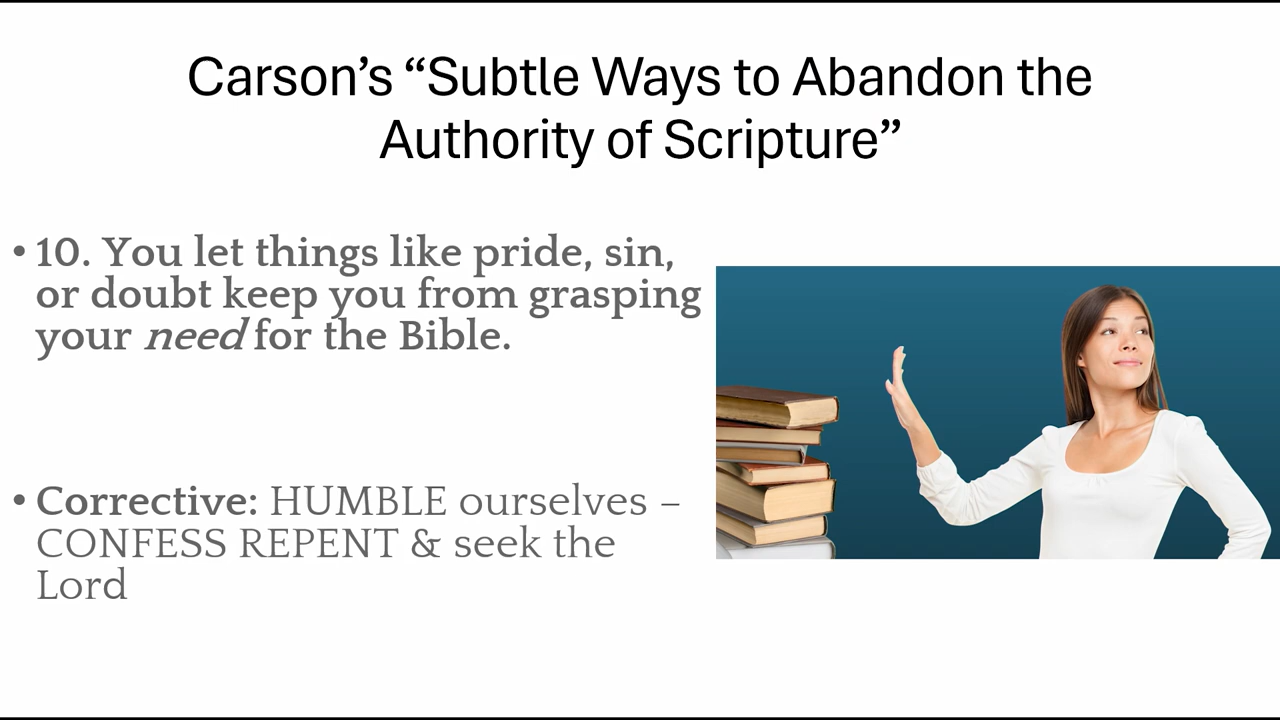 Carson’s “Subtle Ways to Abandon the
Authority of Scripture”
• 10. You let things like pride, sin,
or doubt keep you from grasping
your need for the Bible.
• Corrective: HUMBLE ourselves –
CONFESS REPENT & seek the
Lord